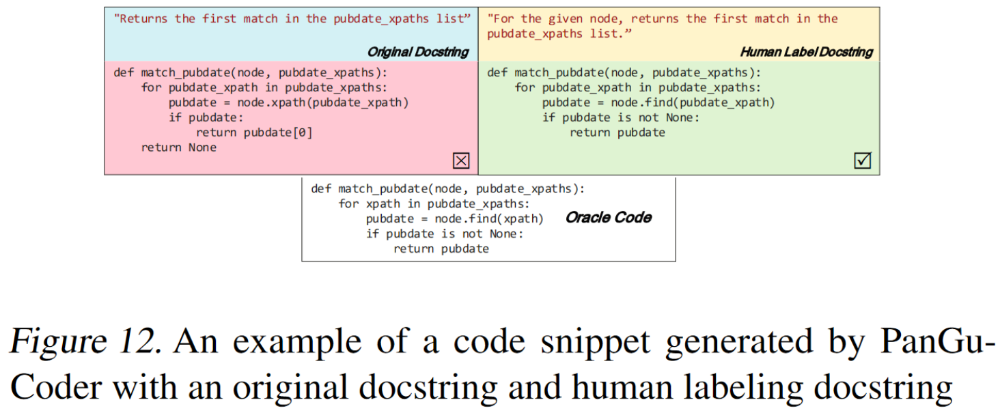 "Returns the first match in the pubdate_xpaths list”
Original Docstring
def match_pubdate(node, pubdate_xpaths):
    for pubdate_xpath in pubdate_xpaths:
        pubdate = node.xpath(pubdate_xpath)
        if pubdate:
            return pubdate[0]
    return None
"For the given node, returns the first match in the
pubdate_xpaths list.”
Human Label Docstring
def match_pubdate(node, pubdate_xpaths):
    for pubdate_xpath in pubdate_xpaths:
        pubdate = node.find(pubdate_xpath)
        if pubdate is not None:
            return pubdate
def match_pubdate(node, pubdate_xpaths):
    for xpath in pubdate_xpaths:
        pubdate = node.find(xpath)
        if pubdate is not None:
            return pubdate
Oracle Code
Figure 12. An example of a code snippet generated by PanGu-
Coder with an original docstring and human labeling docstring